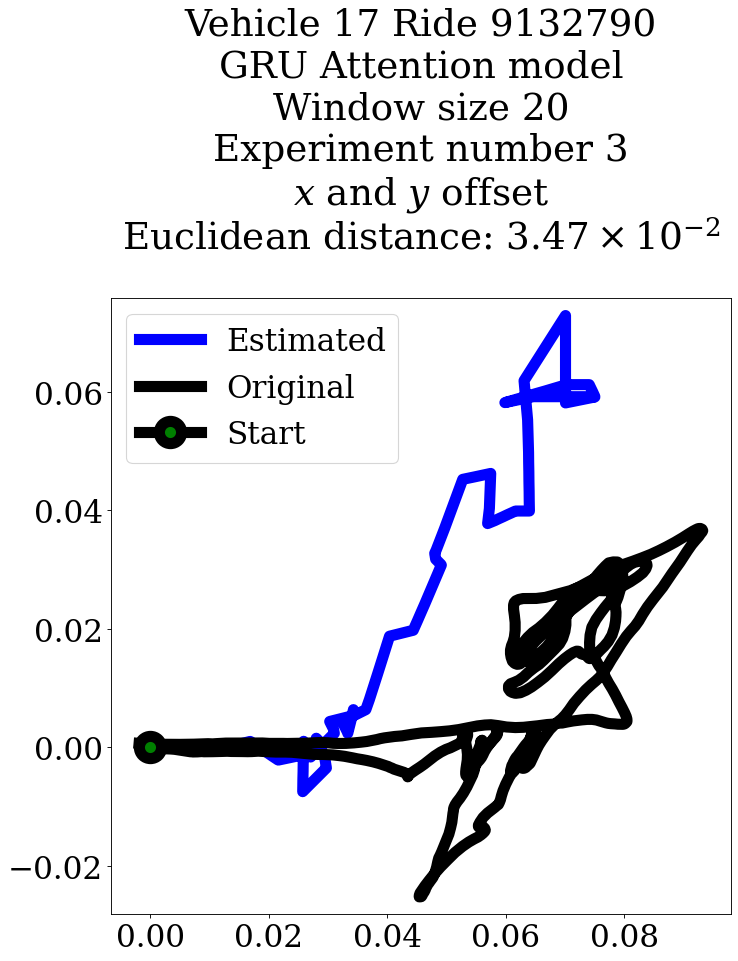 Vehicle 17 Ride 9132790
GRU Attention model
Window size 20
Experiment number 3
x and y offset
Euclidean distance: 3.47 × 10⁻²
Estimated
Original
Start
0.06
0.04
0.02
0.00
−0.02
0.00 0.02 0.04 0.06 0.08